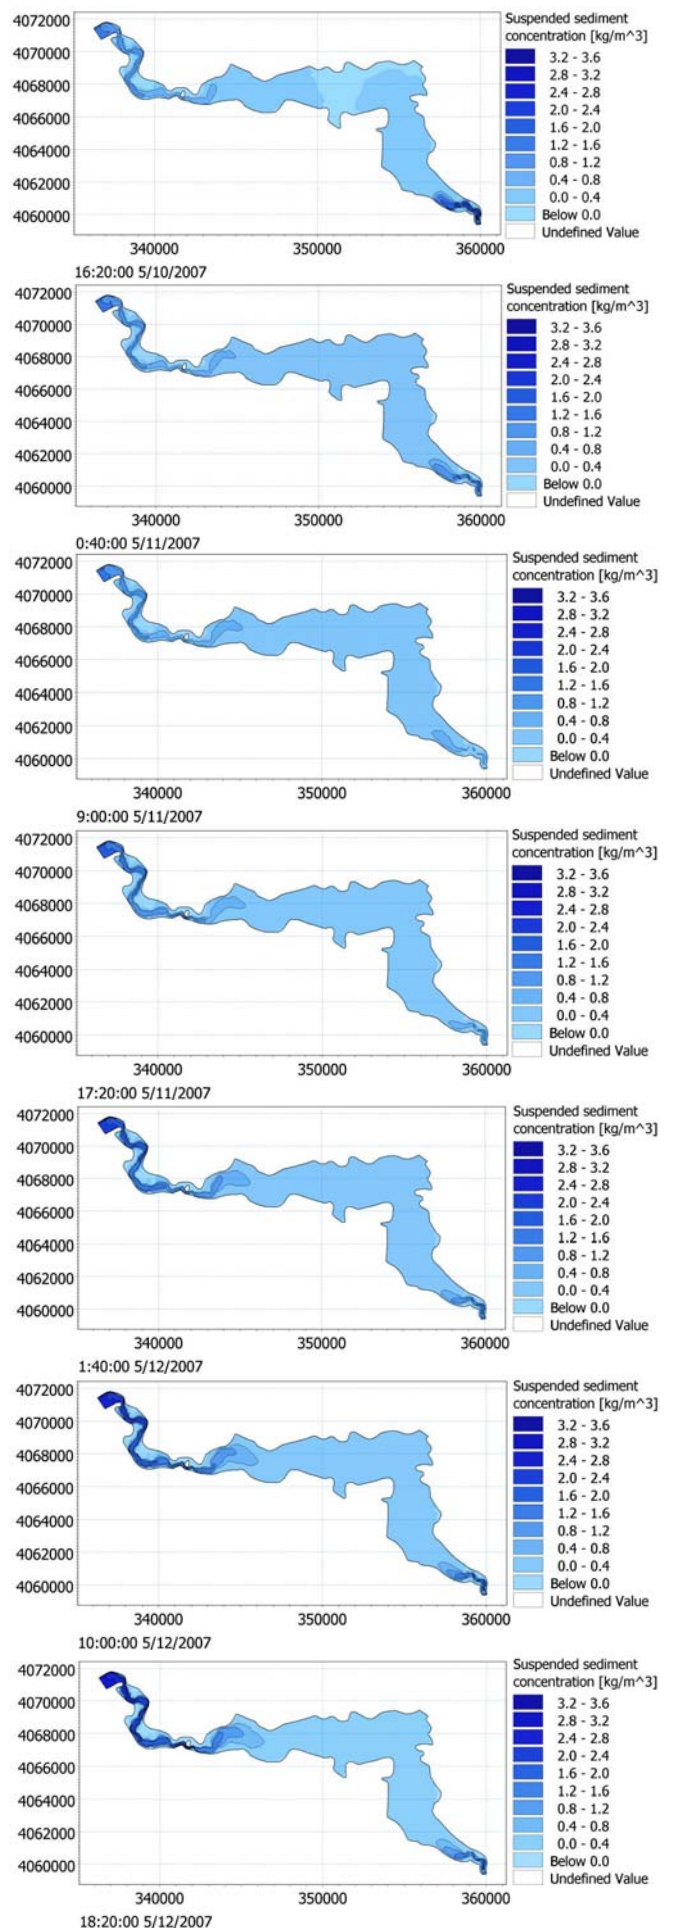 4072000
4070000
4068000
4066000
4064000
4062000
4060000
340000 350000 360000
Suspended sediment
concentration [kg/m^3]
3.2 - 3.6
2.8 - 3.2
2.4 - 2.8
2.0 - 2.4
1.6 - 2.0
1.2 - 1.6
0.8 - 1.2
0.4 - 0.8
0.0 - 0.4
Below 0.0
Undefined Value
16:20:00 5/10/2007
4072000
4070000
4068000
4066000
4064000
4062000
4060000
340000 350000 360000
Suspended sediment
concentration [kg/m^3]
3.2 - 3.6
2.8 - 3.2
2.4 - 2.8
2.0 - 2.4
1.6 - 2.0
1.2 - 1.6
0.8 - 1.2
0.4 - 0.8
0.0 - 0.4
Below 0.0
Undefined Value
0:40:00 5/11/2007
4072000
4070000
4068000
4066000
4064000
4062000
4060000
340000 350000 360000
Suspended sediment
concentration [kg/m^3]
3.2 - 3.6
2.8 - 3.2
2.4 - 2.8
2.0 - 2.4
1.6 - 2.0
1.2 - 1.6
0.8 - 1.2
0.4 - 0.8
0.0 - 0.4
Below 0.0
Undefined Value
9:00:00 5/11/2007
4072000
4070000
4068000
4066000
4064000
4062000
4060000
340000 350000 360000
Suspended sediment
concentration [kg/m^3]
3.2 - 3.6
2.8 - 3.2
2.4 - 2.8
2.0 - 2.4
1.6 - 2.0
1.2 - 1.6
0.8 - 1.2
0.4 - 0.8
0.0 - 0.4
Below 0.0
Undefined Value
17:20:00 5/11/2007
4072000
4070000
4068000
4066000
4064000
4062000
4060000
340000 350000 360000
Suspended sediment
concentration [kg/m^3]
3.2 - 3.6
2.8 - 3.2
2.4 - 2.8
2.0 - 2.4
1.6 - 2.0
1.2 - 1.6
0.8 - 1.2
0.4 - 0.8
0.0 - 0.4
Below 0.0
Undefined Value
1:40:00 5/12/2007
4072000
4070000
4068000
4066000
4064000
4062000
4060000
340000 350000 360000
Suspended sediment
concentration [kg/m^3]
3.2 - 3.6
2.8 - 3.2
2.4 - 2.8
2.0 - 2.4
1.6 - 2.0
1.2 - 1.6
0.8 - 1.2
0.4 - 0.8
0.0 - 0.4
Below 0.0
Undefined Value
10:00:00 5/12/2007
4072000
4070000
4068000
4066000
4064000
4062000
4060000
340000 350000 360000
Suspended sediment
concentration [kg/m^3]
3.2 - 3.6
2.8 - 3.2
2.4 - 2.8
2.0 - 2.4
1.6 - 2.0
1.2 - 1.6
0.8 - 1.2
0.4 - 0.8
0.0 - 0.4
Below 0.0
Undefined Value
18:20:00 5/12/2007